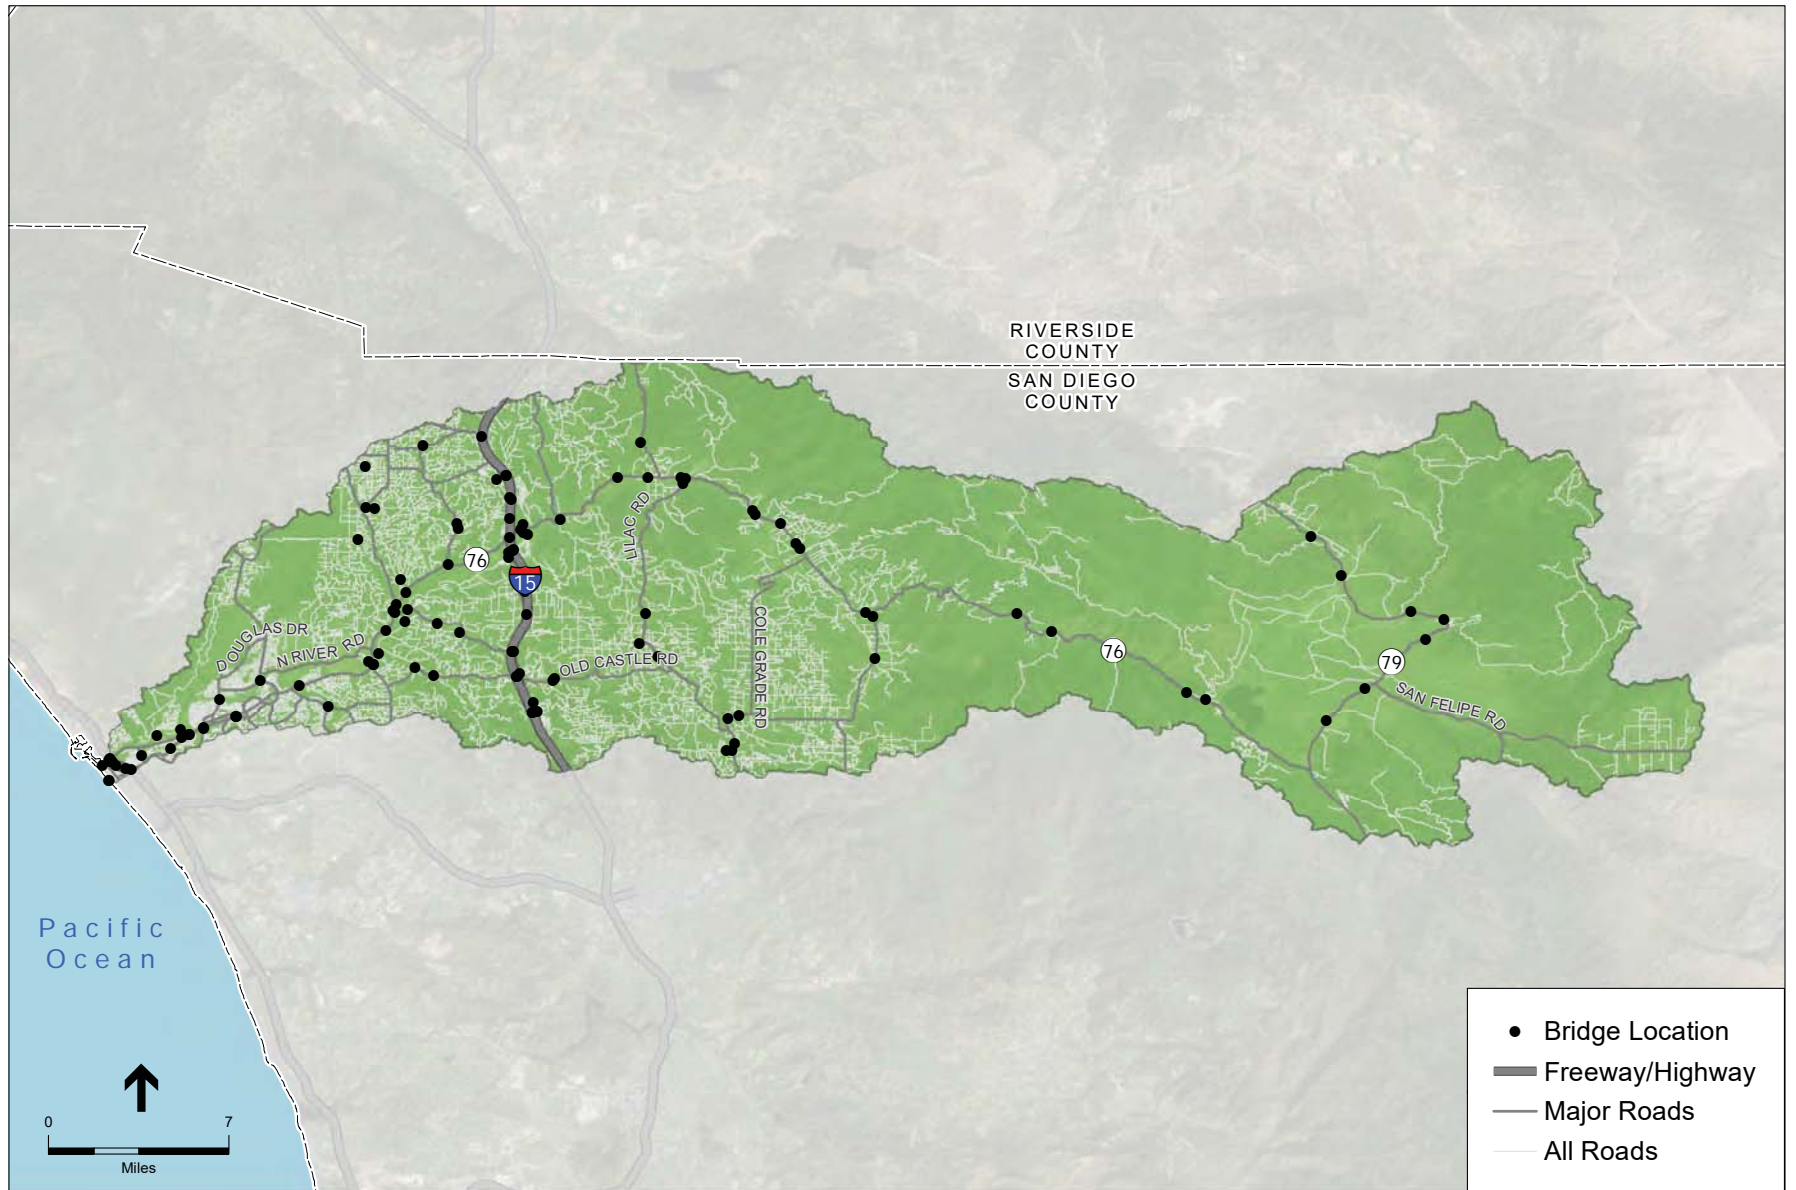 RIVERSIDE
COUNTY
SAN DIEGO
COUNTY
LILAC RD
76
15
COLE GRADE RD
DOUGLAS DR
N RIVER RD
OLD CASTLE RD
76
79
SAN FELIPE RD
Pacific
Ocean
0 7
Miles
Bridge Location
Freeway/Highway
Major Roads
All Roads